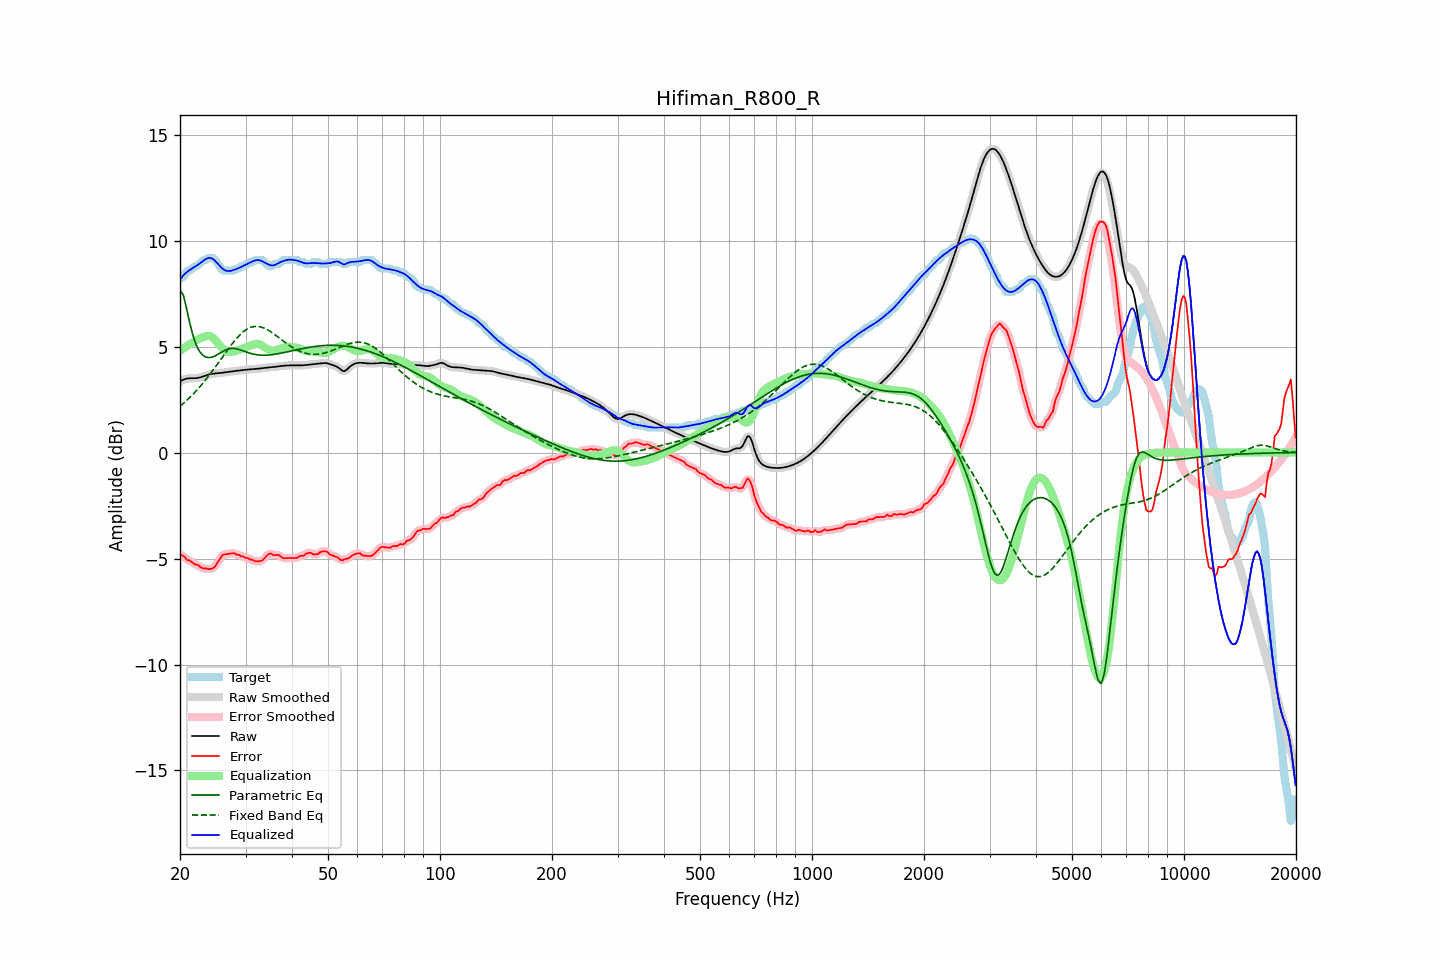 Hifiman_R800_R
Amplitude (dBr)
15
10
5
0
−5
−10
−15
Target
Raw Smoothed
Error Smoothed
Raw
Error
Equalization
Parametric Eq
Fixed Band Eq
Equalized
20 50 100 200 500 1000 2000 5000 10000 20000
Frequency (Hz)